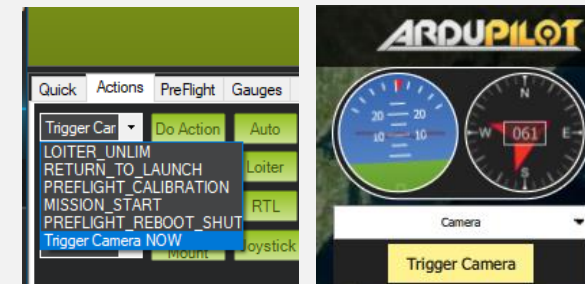 Quick Actions PreFlight Gauges
Trigger Car Do Action Auto
LOITER_UNLIM
RETURN_TO_LAUNCH Loiter
PREFLIGHT_CALIBRATION
MISSION_START RTL
PREFLIGHT_REBOOT_SHUT
Trigger Camera NOW Joystick
Mount
ARDUPILOT
20 20
10 10
N
W 061 E
S
Camera
Trigger Camera